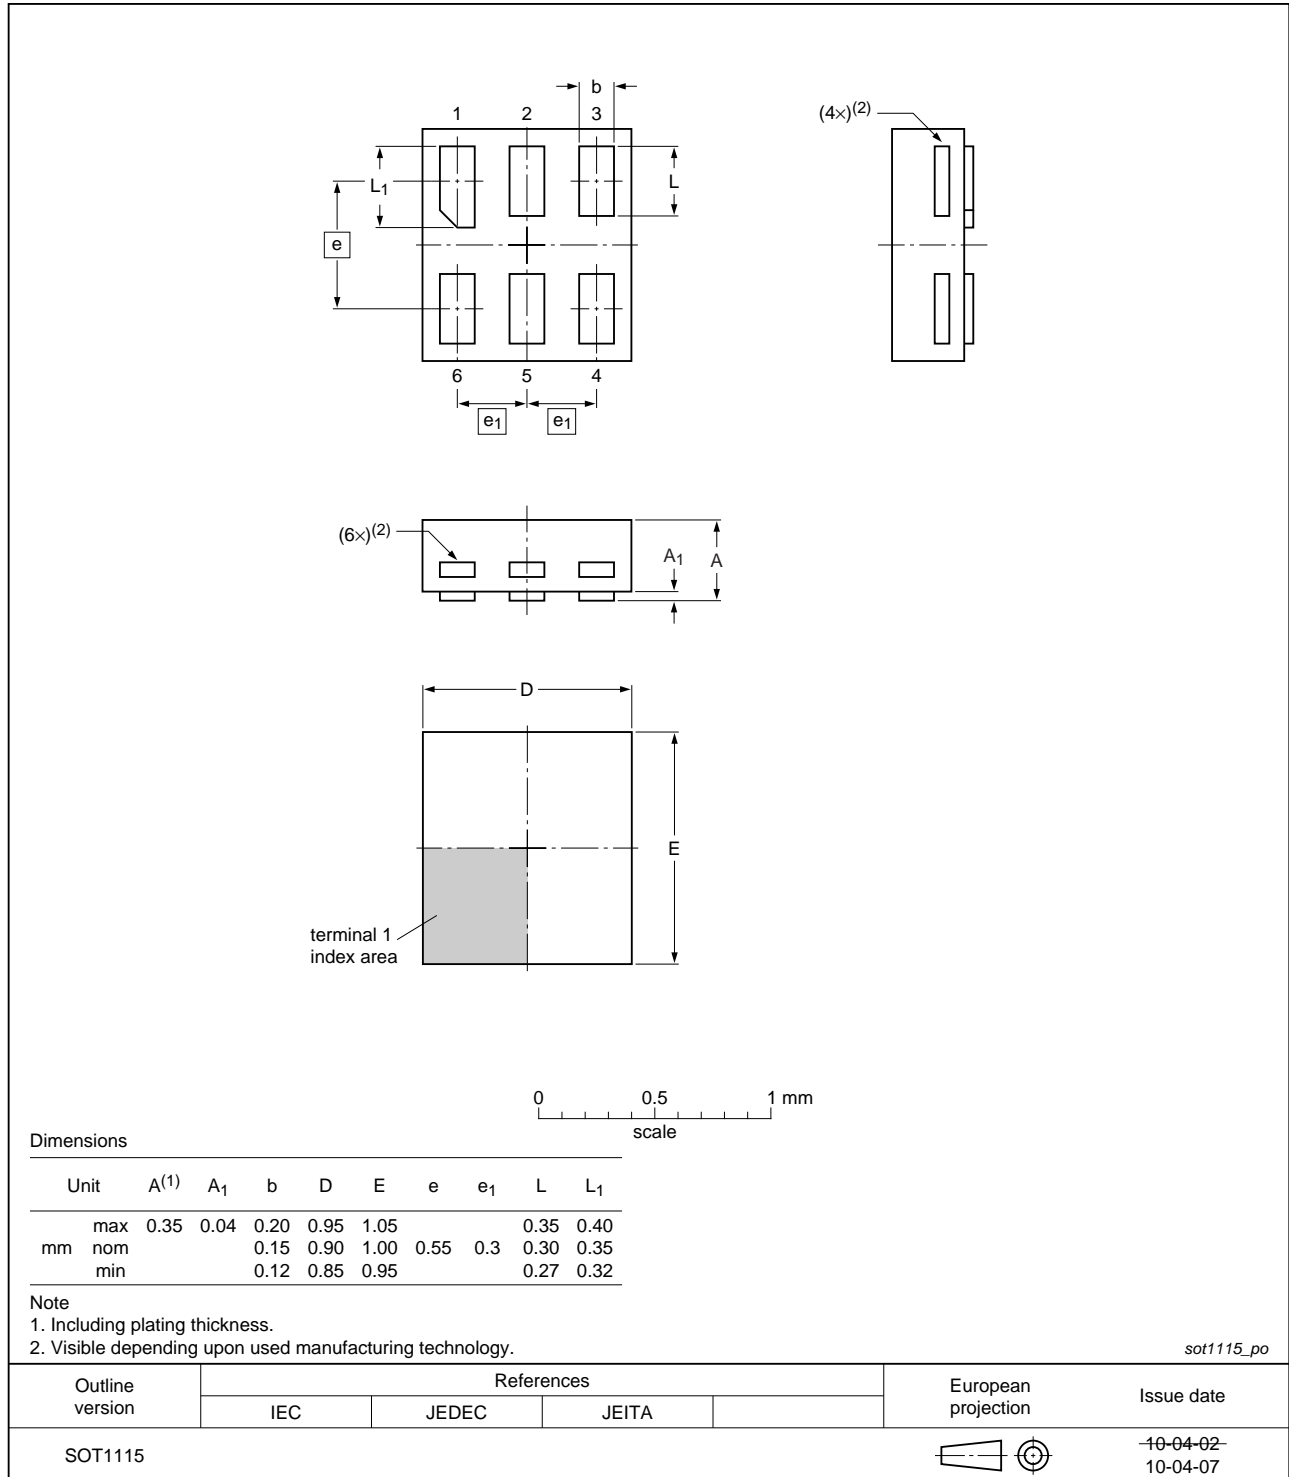 b
1 2 3
(4×)(2)
L1
L
e
6 5 4
e1 e1
(6×)(2)
A1 A
D
E
terminal 1
index area
0 0.5 1 mm
scale
Dimensions
Unit A(1) A1 b D E e e1 L L1
max 0.35 0.04 0.20 0.95 1.05 0.35 0.40
mm nom 0.15 0.90 1.00 0.55 0.3 0.30 0.35
min 0.12 0.85 0.95 0.27 0.32
Note
1. Including plating thickness.
2. Visible depending upon used manufacturing technology.
sot1115_po
Outline version
References
IEC JEDEC JEITA
European projection
Issue date
SOT1115
10-04-02
10-04-07